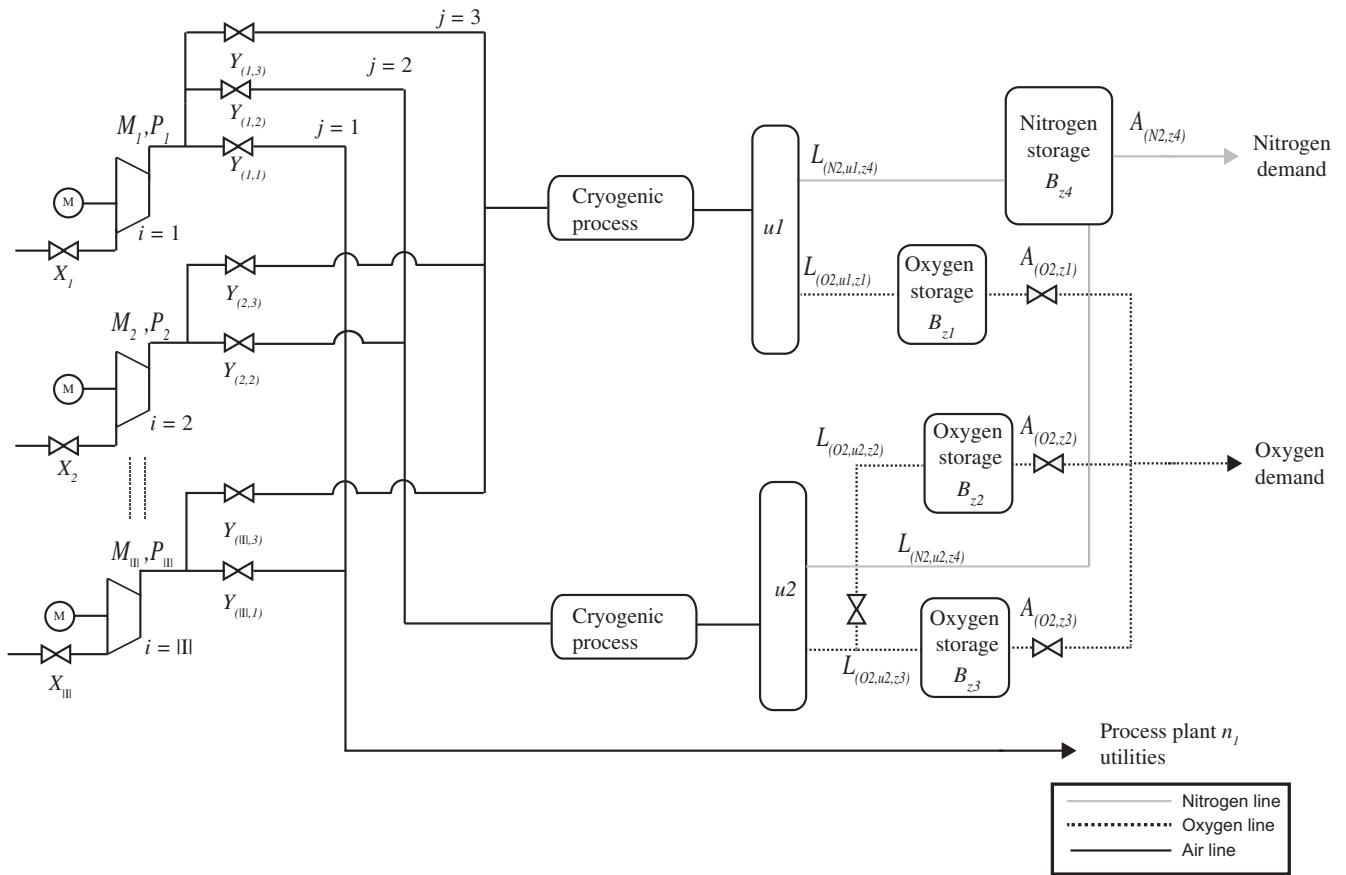 j = 3
Y(1,3)
j = 2
Y(1,2)
M1,P1
j = 1
Y(1,1)
M
i = 1
X1
Y(2,3)
M2 ,P2
Y(2,2)
M
i = 2
X2
Y(|I|,3)
M|I| ,P|I|
Y(|I|,1)
M
i = |I|
X|I|
Cryogenic
process
u1
L(N2,u1,z4)
Nitrogen
storage
Bz4
A(N2,z4)
Nitrogen
demand
L(O2,u1,z1)
Oxygen
storage
Bz1
A(O2,z1)
L(O2,u2,z2)
Oxygen
storage
Bz2
A(O2,z2)
Oxygen
demand
Cryogenic
process
u2
L(N2,u2,z4)
L(O2,u2,z3)
Oxygen
storage
Bz3
A(O2,z3)
Process plant n1
utilities
Nitrogen line
Oxygen line
Air line